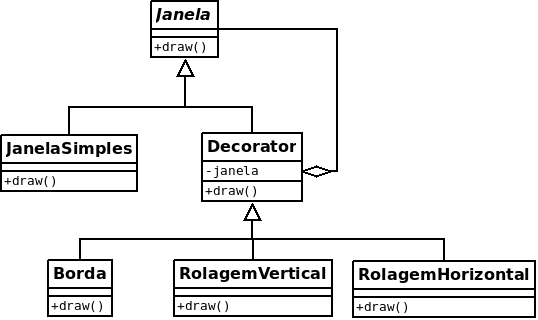 Janela
+draw()
JanelaSimples
+draw()
Decorator
-janela
+draw()
Borda
+draw()
RolagemVertical
+draw()
RolagemHorizontal
+draw()